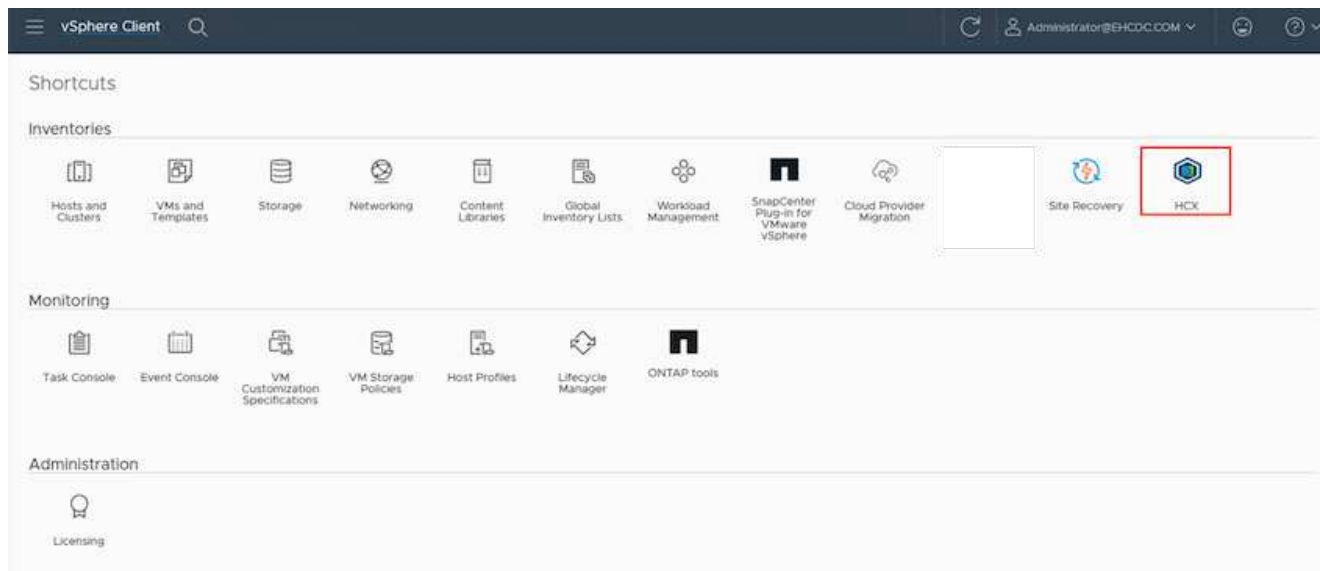 vSphere Client
Administrator@EHCDC.COM
Shortcuts
Inventories
Hosts and Clusters
VMs and Templates
Storage
Networking
Content Libraries
Global Inventory Lists
Workload Management
SnapCenter Plug-in for VMware vSphere
Cloud Provider Migration
Site Recovery
HCX
Monitoring
Task Console
Event Console
VM Customization Specifications
VM Storage Policies
Host Profiles
Lifecycle Manager
ONTAP tools
Administration
Licensing